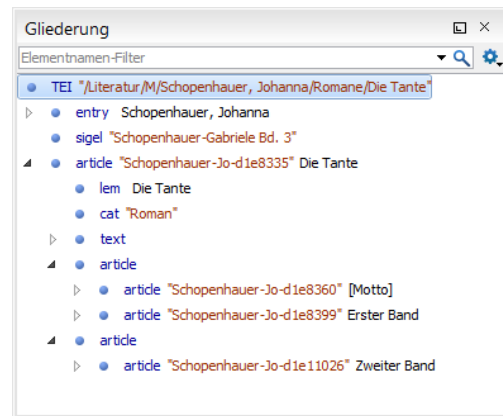 Gliederung
Elementnamen-Filter
TEI "/Literatur/M/Schopenhauer, Johanna/Romane/Die Tante"
entry Schopenhauer, Johanna
sigel "Schopenhauer-Gabriele Bd. 3"
article "Schopenhauer-Jo-d1e8335" Die Tante
lem Die Tante
cat "Roman"
text
article
article "Schopenhauer-Jo-d1e8360" [Motto]
article "Schopenhauer-Jo-d1e8399" Erster Band
article
article "Schopenhauer-Jo-d1e11026" Zweiter Band